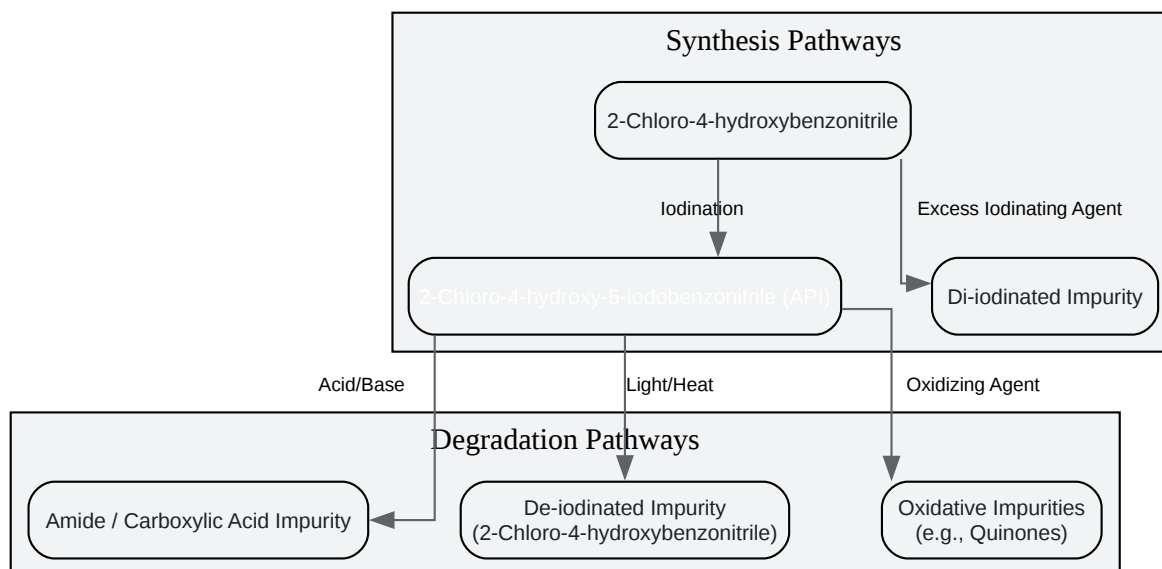 Synthesis Pathways
2-Chloro-4-hydroxybenzonitrile
Iodination
Excess Iodinating Agent
2-Chloro-4-hydroxy-5-iodobenzonitrile (API)
Di-iodinated Impurity
Acid/Base
Light/Heat
Oxidizing Agent
Degradation Pathways
Amide / Carboxylic Acid Impurity
De-iodinated Impurity
(2-Chloro-4-hydroxybenzonitrile)
Oxidative Impurities
(e.g., Quinones)